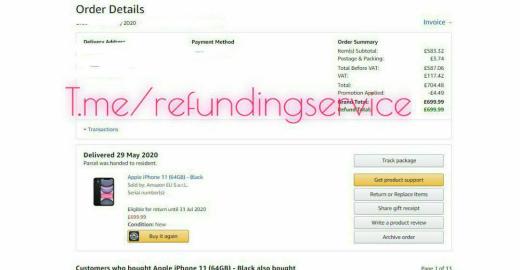 Order Details
2020
Invoice
Delivery Address
Payment Method
Order Summary
Item(s) Subtotal: £583.32
Postage & Packing: £3.74
Total Before VAT: £587.06
VAT: £117.42
Total: £704.48
Promotion Applied: -£4.49
Grand Total: £699.99
Refund Total: £699.99
T.me/refundingservice
Transactions
Delivered 29 May 2020
Parcel was handed to resident.
Apple iPhone 11 (64GB) - Black
Sold by: Amazon EU S.a.r.L.
Serial number(s):
Eligible for return until 31 Jul 2020
£699.99
Condition: New
Buy it again
Track package
Get product support
Return or Replace Items
Share gift receipt
Write a product review
Archive order
Customers who bought Apple iPhone 11 (64GB) - Black also bought
Page 1 of 11